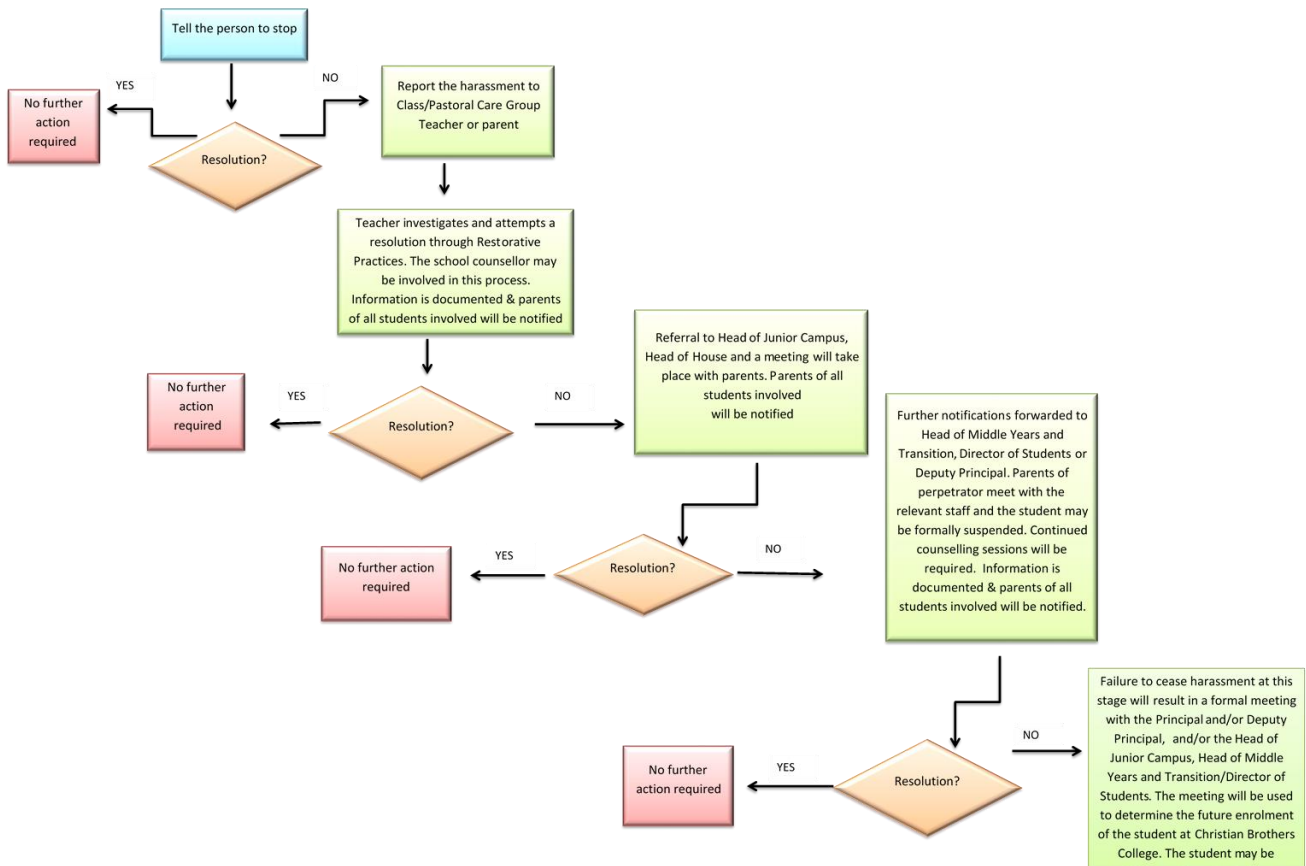 Tell the person to stop
YES
NO
No further
action
required
Resolution?
Report the harassment to
Class/Pastoral Care Group
Teacher or parent
Teacher investigates and attempts a
resolution through Restorative
Practices. The school counsellor may
be involved in this process.
Information is documented & parents
of all students involved will be notified
No further
action
required
YES
Resolution?
NO
Referral to Head of Junior Campus,
Head of House and a meeting will take
place with parents. Parents of all
students involved
will be notified
No further action
required
YES
Resolution?
NO
Further notifications forwarded to
Head of Middle Years and
Transition, Director of Students or
Deputy Principal. Parents of
perpetrator meet with the
relevant staff and the student may
be formally suspended. Continued
counselling sessions will be
required.  Information is
documented & parents of all
students involved will be notified.
No further
action required
YES
Resolution?
NO
Failure to cease harassment at this
stage will result in a formal meeting
with the Principal and/or Deputy
Principal,  and/or the Head of
Junior Campus, Head of Middle
Years and Transition/Director of
Students. The meeting will be used
to determine the future enrolment
of the student at Christian Brothers
College. The student may be